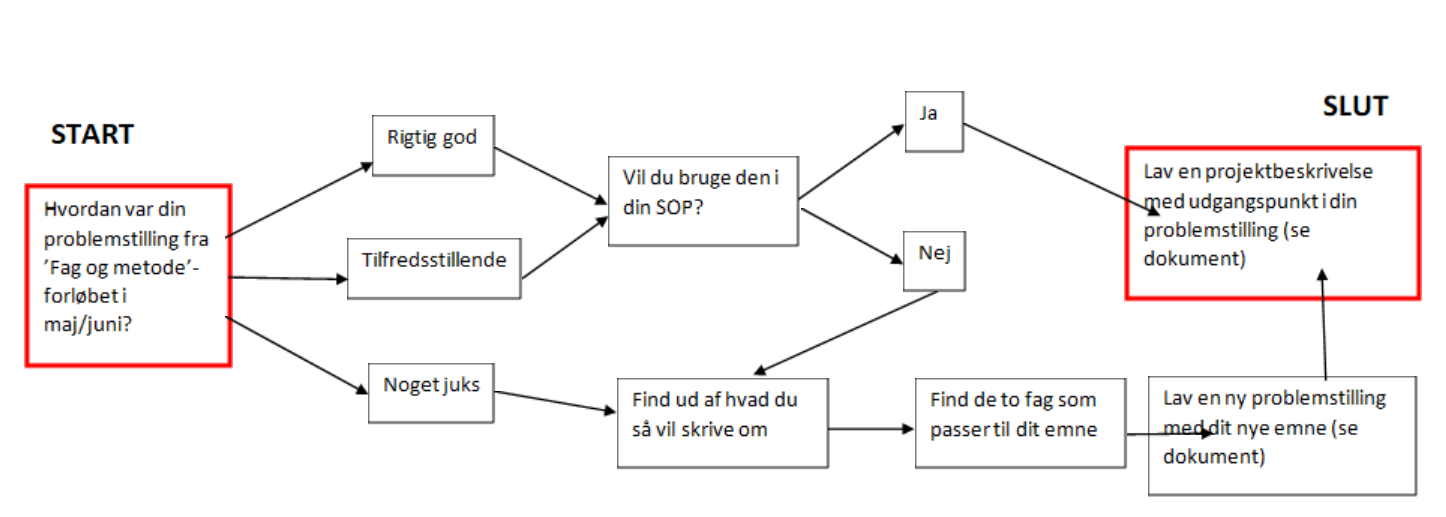 START
Hvordan var din
problemstilling fra
’Fag og metode’-
forløbet i
maj/juni?
Rigtig god
Tilfredsstillende
Noget juks
Vil du bruge den i
din SOP?
Ja
Nej
Find ud af hvad du
så vil skrive om
Find de to fag som
passer til dit emne
Lav en ny problemstilling
med dit nye emne (se
dokument)
SLUT
Lav en projektbeskrivelse
med udgangspunkt i din
problemstilling (se
dokument)